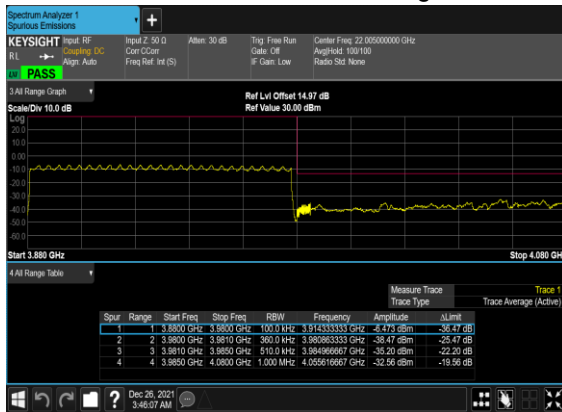 Spectrum Analyzer 1
Spurious Emissions
KEYSIGHT Input: RF Input Z: 50 Ω Atten: 30 dB Trig: Free Run Center Freq: 22.005000000 GHz
RL Coupling: DC Corr CCorr Gate: Off Avg|Hold: 100/100
Align: Auto Freq Ref: Int (S) IF Gain: Low Radio Std: None
PASS
3 All Range Graph
Ref Lvl Offset 14.97 dB
Scale/Div 10.0 dB Ref Value 30.00 dBm
Log
20.0
10.0
0.00
-10.0
-20.0
-30.0
-40.0
-50.0
-60.0
Start 3.880 GHz Stop 4.080 GH
4 All Range Table
Measure Trace Trace 1
Trace Type Trace Average (Active)
Spur Range Start Freq Stop Freq RBW Frequency Amplitude ΔLimit
1 1 3.8800 GHz 3.9800 GHz 100.0 kHz 3.914333333 GHz -6.473 dBm -36.47 dB
2 2 3.9800 GHz 3.9810 GHz 360.0 kHz 3.980863333 GHz -38.47 dBm -25.47 dB
3 3 3.9810 GHz 3.9850 GHz 510.0 kHz 3.984966667 GHz -35.20 dBm -22.20 dB
4 4 3.9850 GHz 4.0800 GHz 1.000 MHz 4.055616667 GHz -32.56 dBm -19.56 dB
? Dec 26, 2021
3:46:07 AM